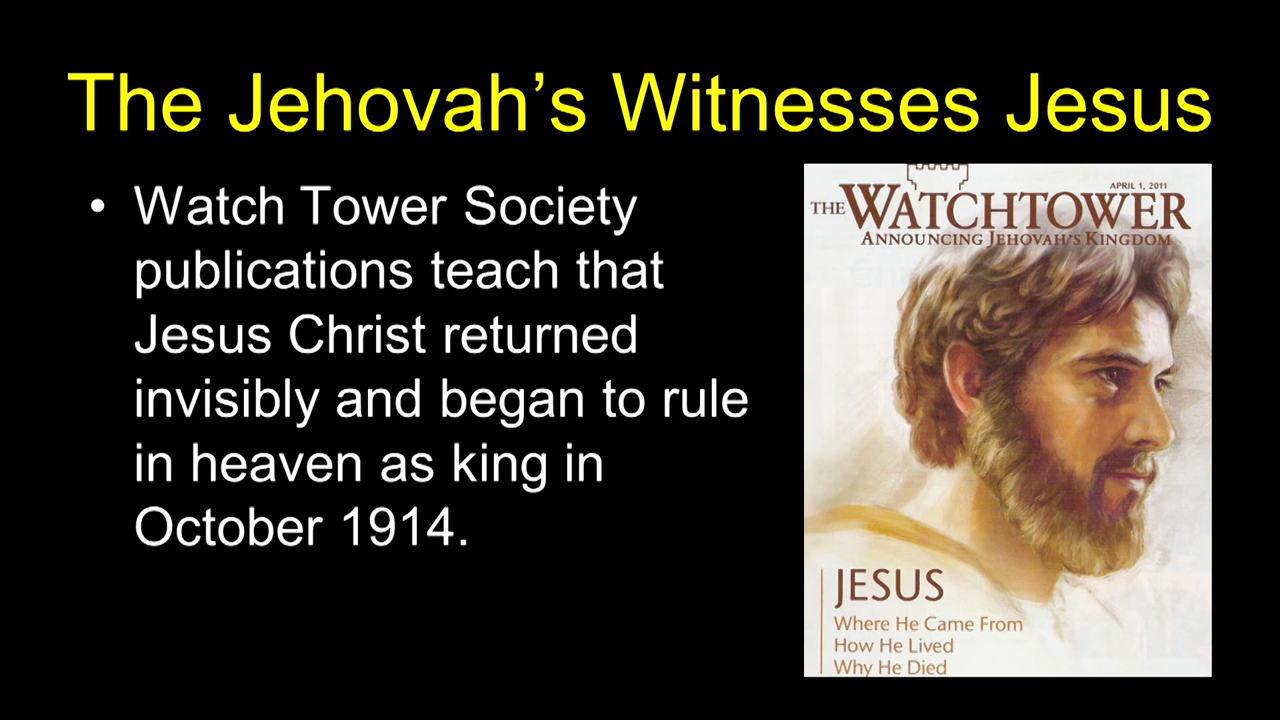 The Jehovah’s Witnesses Jesus
• Watch Tower Society
publications teach that
Jesus Christ returned
invisibly and began to rule
in heaven as king in
October 1914.
APRIL 1, 2011
THE WATCHTOWER
ANNOUNCING JEHOVAH'S KINGDOM
JESUS
Where He Came From
How He Lived
Why He Died